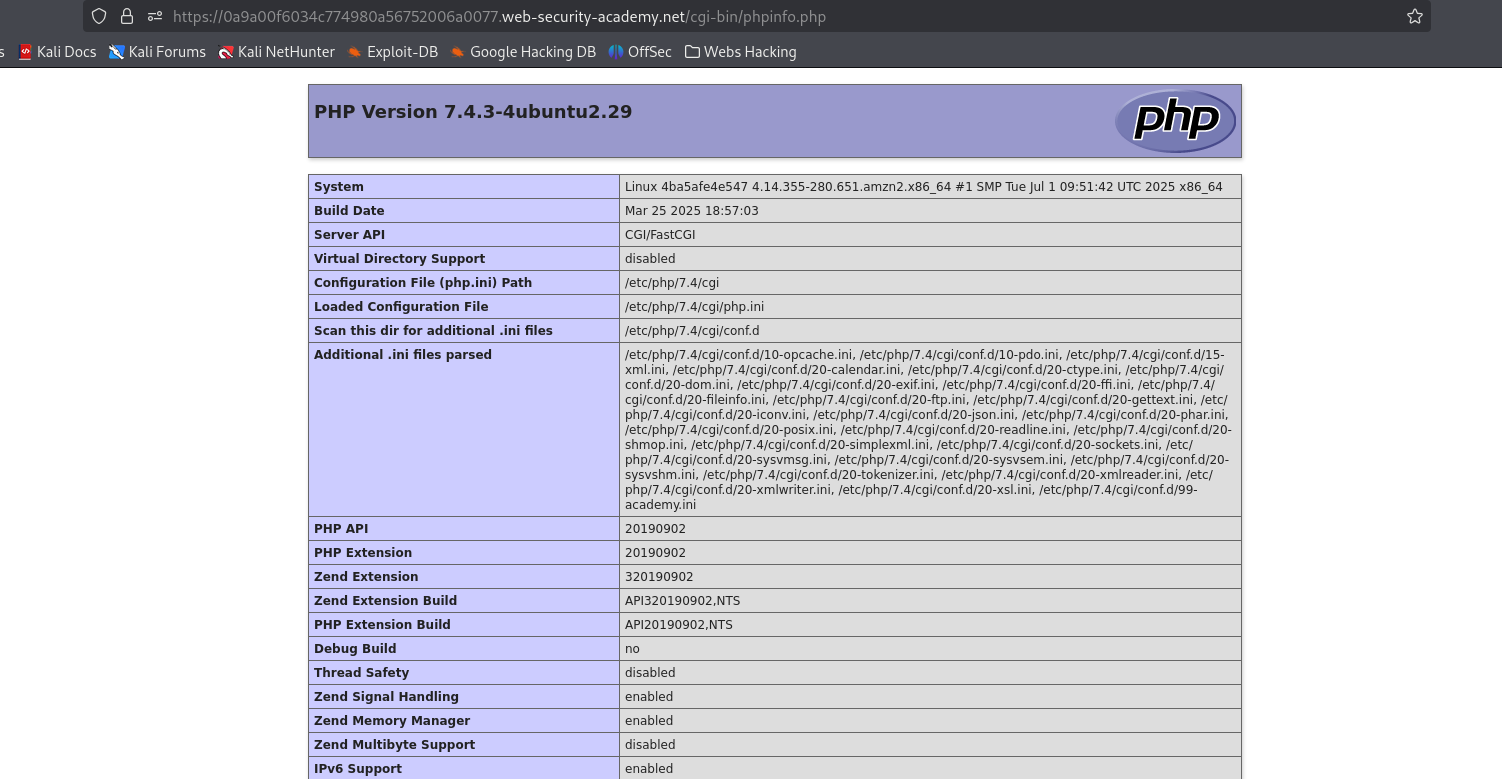 https://0a9a00f6034c774980a56752006a0077.web-security-academy.net/cgi-bin/phpinfo.php
s Kali Docs Kali Forums Kali NetHunter Exploit-DB Google Hacking DB OffSec Webs Hacking
PHP Version 7.4.3-4ubuntu2.29
php
System Linux 4ba5afe4e547 4.14.355-280.651.amzn2.x86_64 #1 SMP Tue Jul 1 09:51:42 UTC 2025 x86_64
Build Date Mar 25 2025 18:57:03
Server API CGI/FastCGI
Virtual Directory Support disabled
Configuration File (php.ini) Path /etc/php/7.4/cgi
Loaded Configuration File /etc/php/7.4/cgi/php.ini
Scan this dir for additional .ini files /etc/php/7.4/cgi/conf.d
Additional .ini files parsed /etc/php/7.4/cgi/conf.d/10-opcache.ini, /etc/php/7.4/cgi/conf.d/10-pdo.ini, /etc/php/7.4/cgi/conf.d/15-
xml.ini, /etc/php/7.4/cgi/conf.d/20-calendar.ini, /etc/php/7.4/cgi/conf.d/20-ctype.ini, /etc/php/7.4/cgi/
conf.d/20-dom.ini, /etc/php/7.4/cgi/conf.d/20-exif.ini, /etc/php/7.4/cgi/conf.d/20-ffi.ini, /etc/php/7.4/
cgi/conf.d/20-fileinfo.ini, /etc/php/7.4/cgi/conf.d/20-ftp.ini, /etc/php/7.4/cgi/conf.d/20-gettext.ini, /etc/
php/7.4/cgi/conf.d/20-iconv.ini, /etc/php/7.4/cgi/conf.d/20-json.ini, /etc/php/7.4/cgi/conf.d/20-phar.ini,
/etc/php/7.4/cgi/conf.d/20-posix.ini, /etc/php/7.4/cgi/conf.d/20-readline.ini, /etc/php/7.4/cgi/conf.d/20-
shmop.ini, /etc/php/7.4/cgi/conf.d/20-simplexml.ini, /etc/php/7.4/cgi/conf.d/20-sockets.ini, /etc/
php/7.4/cgi/conf.d/20-sysvmsg.ini, /etc/php/7.4/cgi/conf.d/20-sysvsem.ini, /etc/php/7.4/cgi/conf.d/20-
sysvshm.ini, /etc/php/7.4/cgi/conf.d/20-tokenizer.ini, /etc/php/7.4/cgi/conf.d/20-xmlreader.ini, /etc/
php/7.4/cgi/conf.d/20-xmlwriter.ini, /etc/php/7.4/cgi/conf.d/20-xsl.ini, /etc/php/7.4/cgi/conf.d/99-
academy.ini
PHP API 20190902
PHP Extension 20190902
Zend Extension 320190902
Zend Extension Build API320190902,NTS
PHP Extension Build API20190902,NTS
Debug Build no
Thread Safety disabled
Zend Signal Handling enabled
Zend Memory Manager enabled
Zend Multibyte Support disabled
IPv6 Support enabled